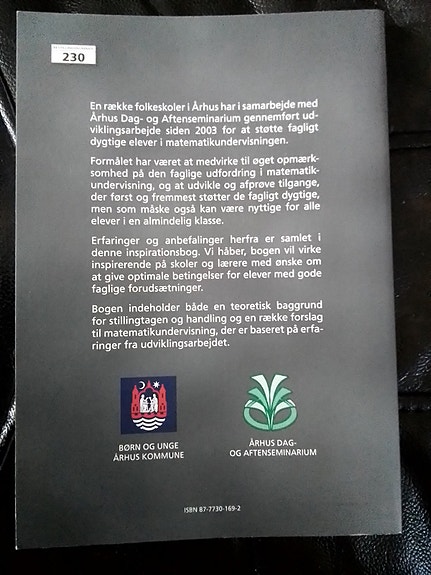 230
En række folkeskoler i Århus har i samarbejde med
Århus Dag- og Aftenseminarium gennemført ud-
viklingsarbejde siden 2003 for at støtte fagligt
dygtige elever i matematikundervisningen.
Formålet har været at medvirke til øget opmærk-
somhed på den faglige udfordring i matematik-
undervisning, og at udvikle og afprøve tilgange,
der først og fremmest støtter de fagligt dygtige,
men som måske også kan være nyttige for alle
elever i en almindelig klasse.
Erfaringer og anbefalinger herfra er samlet i
denne inspirationsbog. Vi håber, bogen vil virke
inspirerende på skoler og lærere med ønske om
at give optimale betingelser for elever med gode
faglige forudsætninger.
Bogen indeholder både en teoretisk baggrund
for stillingtagen og handling og en række forslag
til matematikundervisning, der er baseret på erfa-
ringer fra udviklingsarbejdet.
BØRN OG UNGE
ÅRHUS KOMMUNE
ÅRHUS DAG-
OG AFTENSEMINARIUM
ISBN 87-7730-169-2